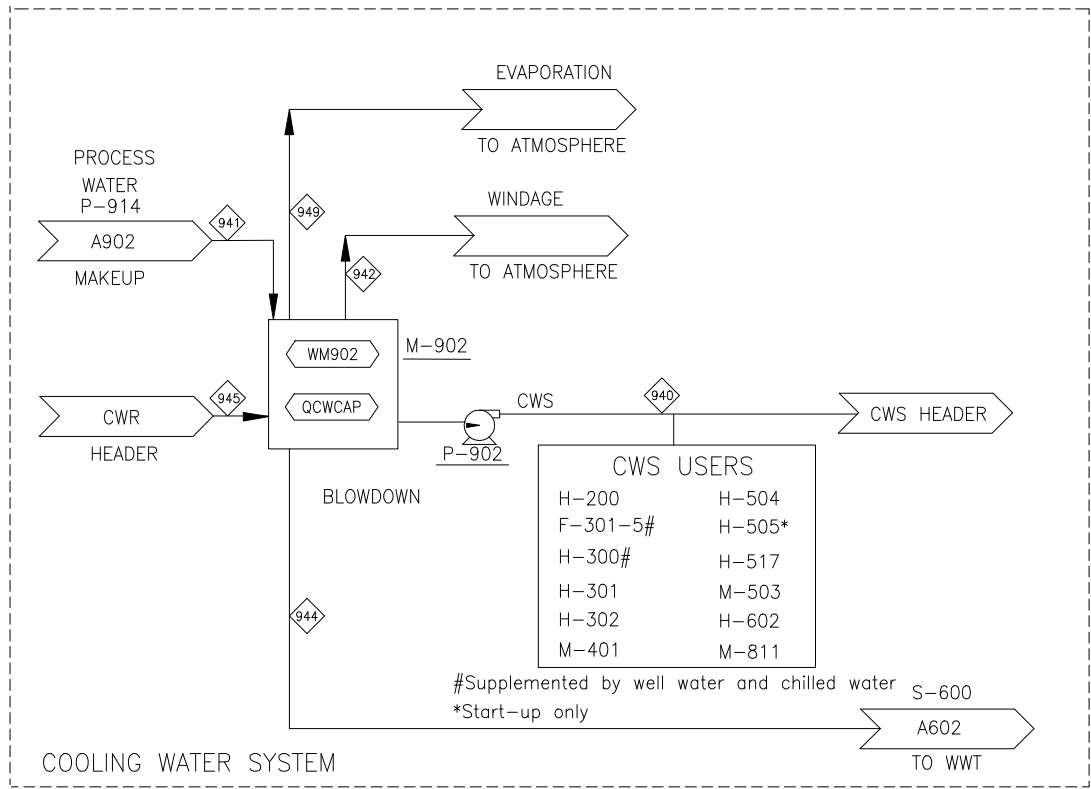 EVAPORATION
TO ATMOSPHERE
PROCESS
WATER
P-914
A902
MAKEUP
941
949
WINDAGE
TO ATMOSPHERE
942
WM902
M-902
QCWCAP
CWR
HEADER
945
CWS
940
CWS HEADER
P-902
BLOWDOWN
CWS USERS
H-200 H-504
F-301-5# H-505*
H-300# H-517
H-301 M-503
H-302 H-602
M-401 M-811
944
#Supplemented by well water and chilled water
*Start-up only
S-600
A602
TO WWT
COOLING WATER SYSTEM